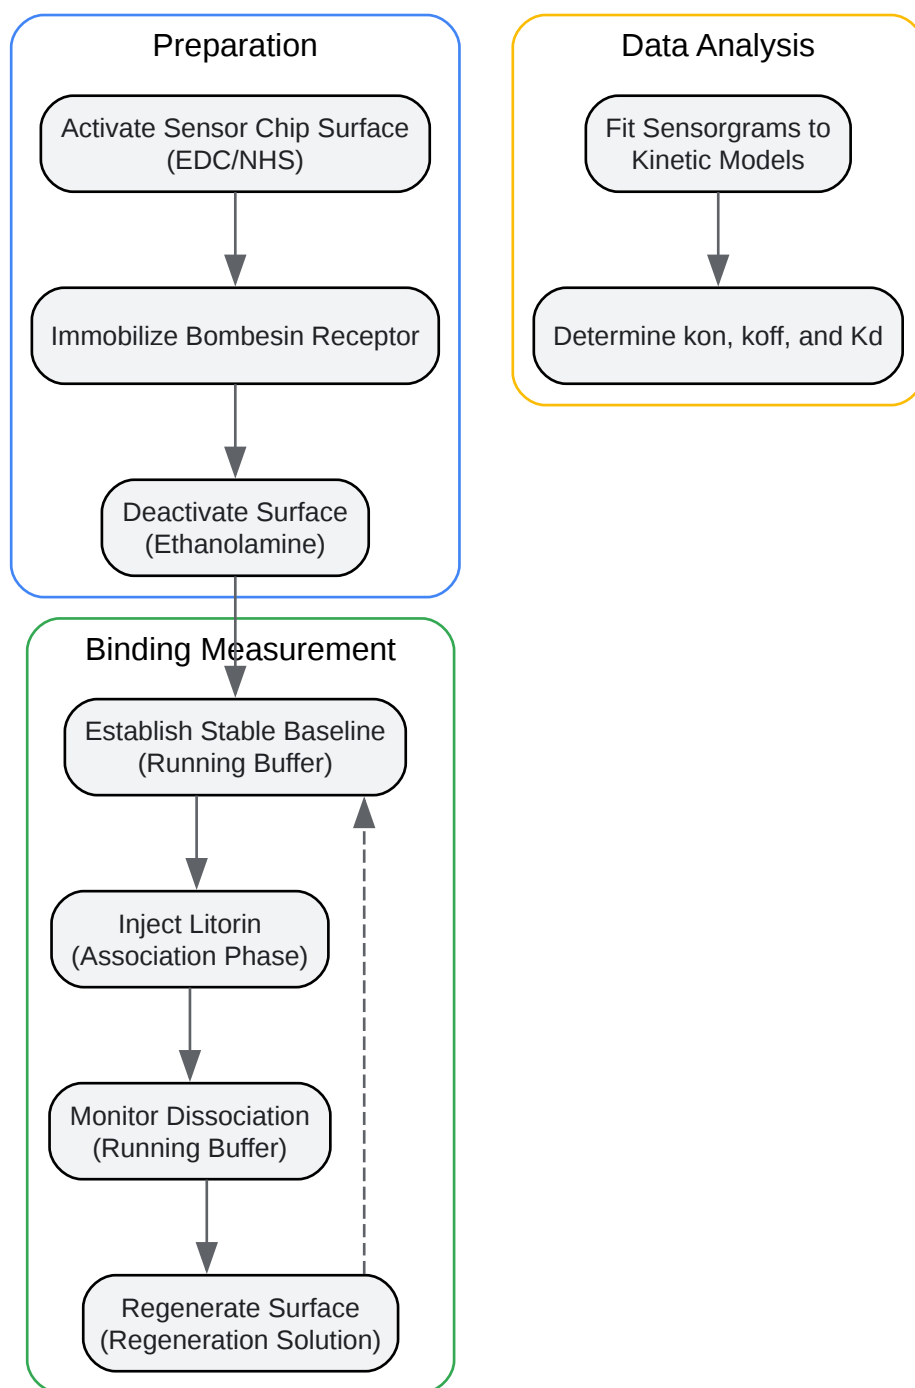 Preparation
Activate Sensor Chip Surface
(EDC/NHS)
Immobilize Bombesin Receptor
Deactivate Surface
(Ethanolamine)
Binding Measurement
Establish Stable Baseline
(Running Buffer)
Inject Litorin
(Association Phase)
Monitor Dissociation
(Running Buffer)
Regenerate Surface
(Regeneration Solution)
Data Analysis
Fit Sensorgrams to
Kinetic Models
Determine kon, koff, and Kd